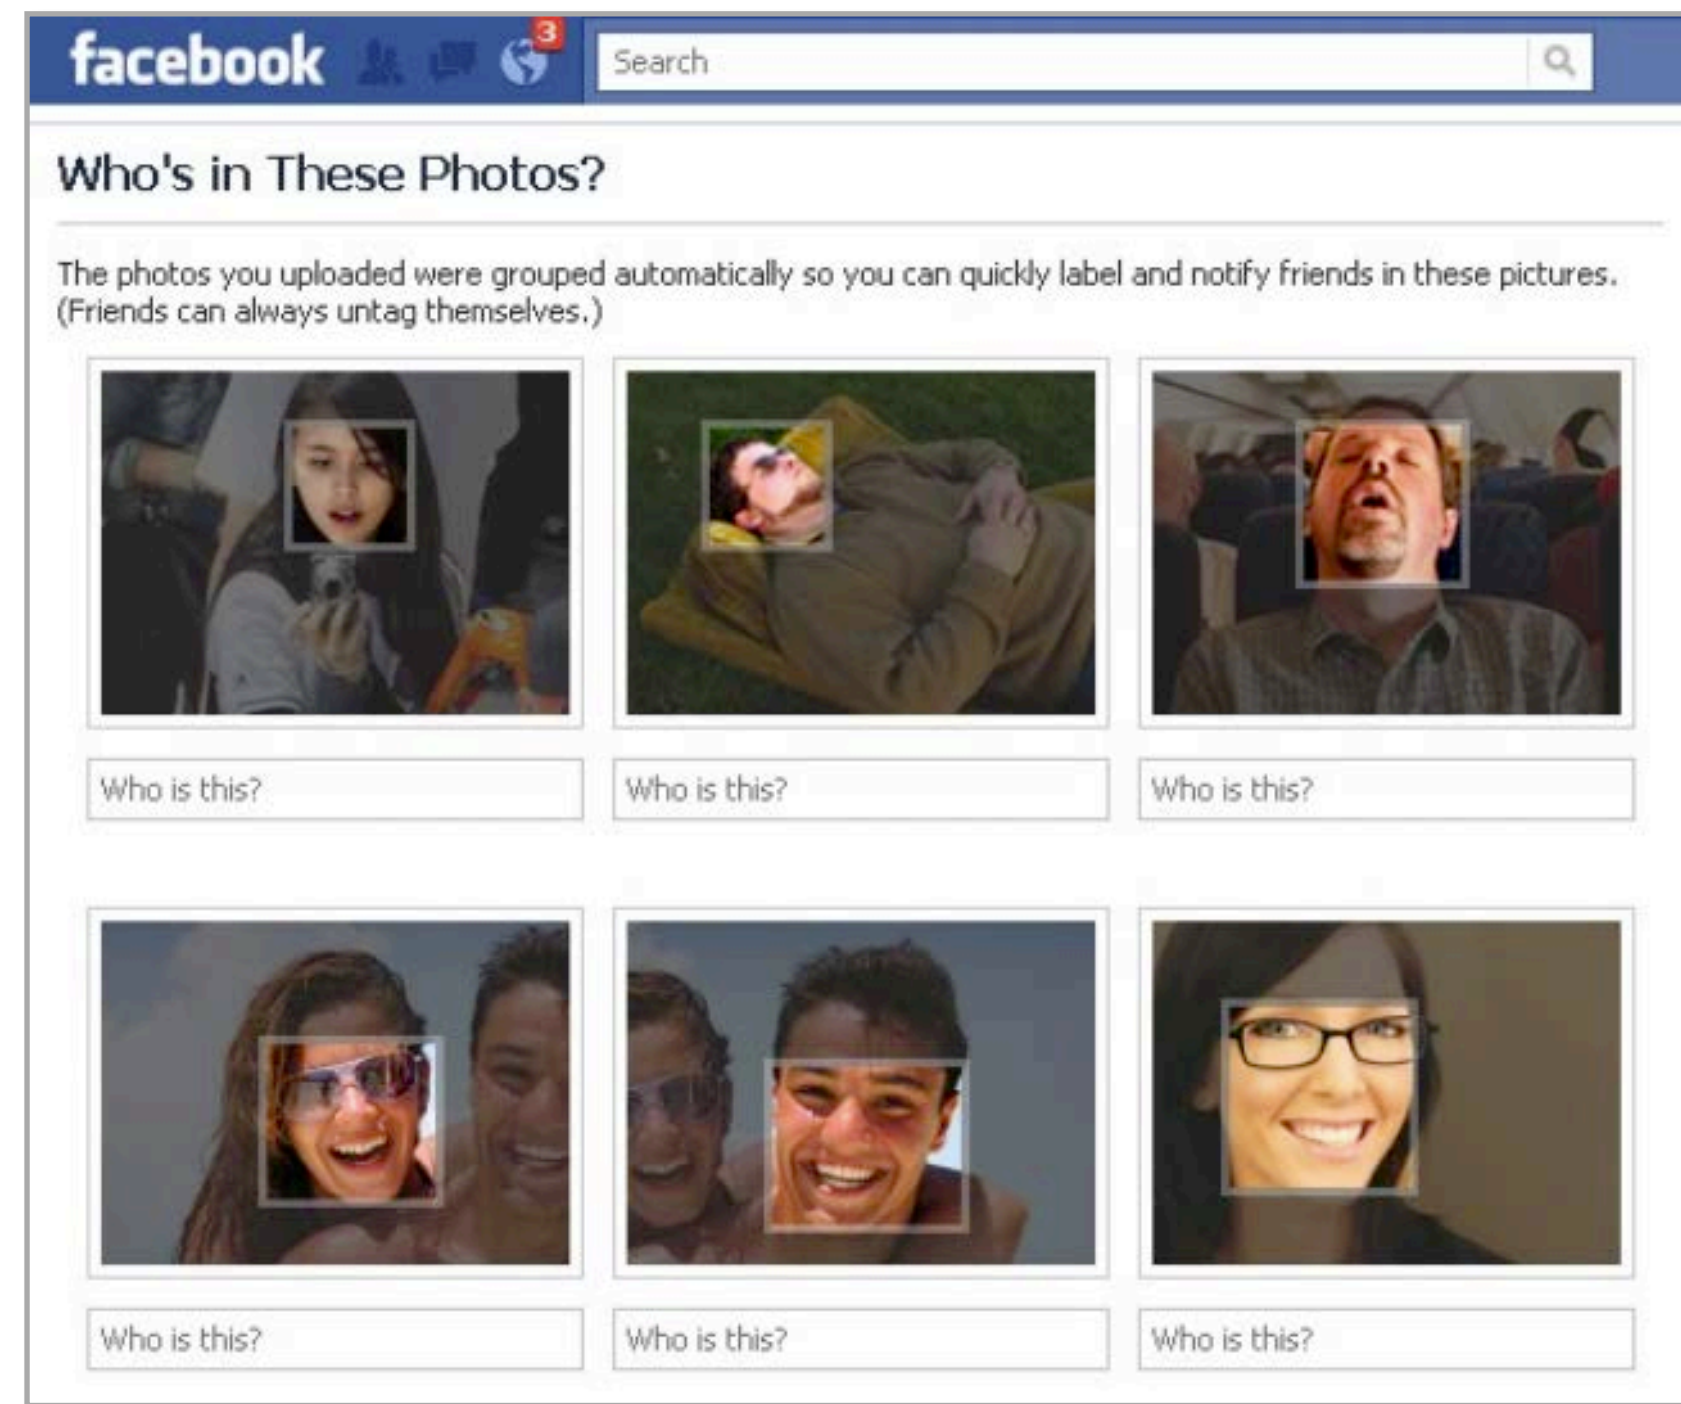 facebook 3 Search
Who's in These Photos?
The photos you uploaded were grouped automatically so you can quickly label and notify friends in these pictures.
(Friends can always untag themselves.)
Who is this? Who is this? Who is this?
Who is this? Who is this? Who is this?